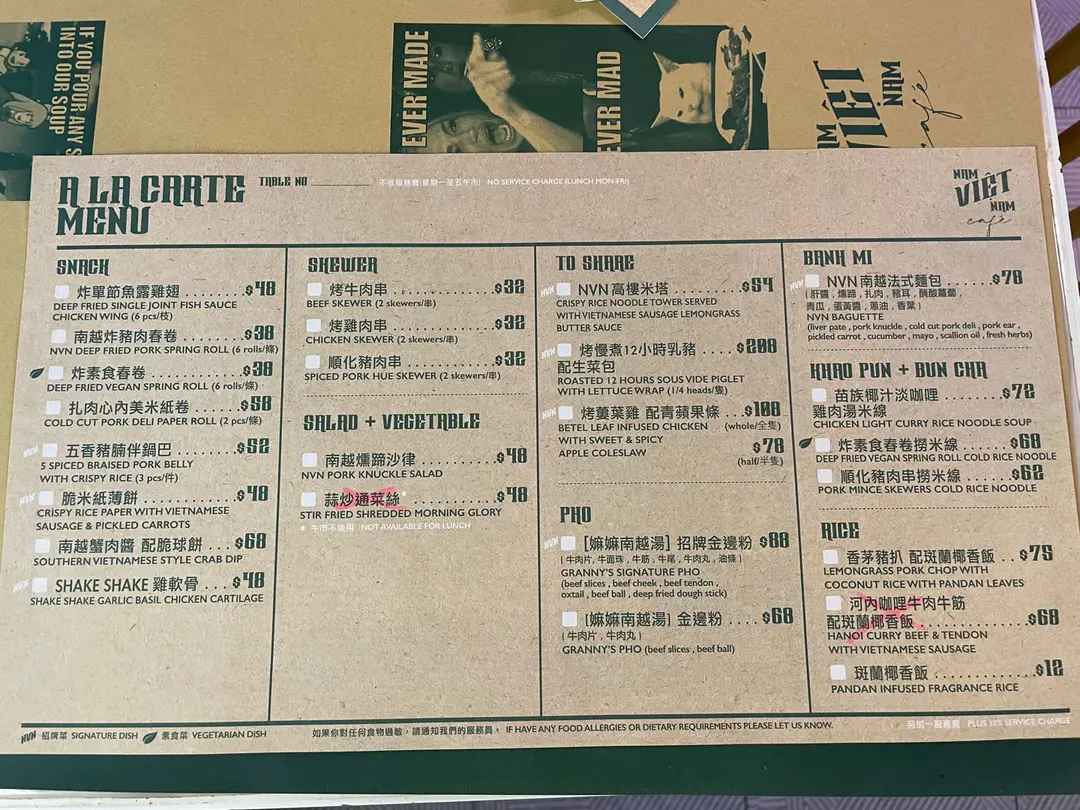 IF YOU POUR ANY S
INTO OUR SOUP
EVER MADE
EVER MAD
VIỆT
NAM
café
A LA CARTE
MENU
TABLE NO
不收服務費(星期一至五午市) NO SERVICE CHARGE (LUNCH MON-FRI)
NAM
VIỆT
NAM
café
SNACK
炸單節魚露雞翅 ........ $48
DEEP FRIED SINGLE JOINT FISH SAUCE
CHICKEN WING (6 pcs/枝)
南越炸豬肉春卷 ........ $38
NVN DEEP FRIED PORK SPRING ROLL (6 rolls/條)
炸素食春卷 ............ $38
DEEP FRIED VEGAN SPRING ROLL (6 rolls/條)
扎肉心內美米紙卷 ...... $58
COLD CUT PORK DELI PAPER ROLL (2 pcs/條)
NVN 五香豬腩伴鍋巴 ........ $52
5 SPICED BRAISED PORK BELLY
WITH CRISPY RICE (3 pcs/件)
NVN 脆米紙薄餅 ............ $48
CRISPY RICE PAPER WITH VIETNAMESE
SAUSAGE & PICKLED CARROTS
南越蟹肉醬 配脆球餅 ... $68
SOUTHERN VIETNAMESE STYLE CRAB DIP
NVN SHAKE SHAKE 雞軟骨 ... $48
SHAKE SHAKE GARLIC BASIL CHICKEN CARTILAGE
SKEWER
烤牛肉串 .............. $32
BEEF SKEWER (2 skewers/串)
烤雞肉串 .............. $32
CHICKEN SKEWER (2 skewers/串)
順化豬肉串 ............ $32
SPICED PORK HUE SKEWER (2 skewers/串)
SALAD + VEGETABLE
南越燻蹄沙律 .......... $48
NVN PORK KNUCKLE SALAD
蒜炒通菜絲* ........... $48
STIR FRIED SHREDDED MORNING GLORY
* 午市不適用 NOT AVAILABLE FOR LUNCH
TO SHARE
NVN NVN高樓米塔 ........... $54
CRISPY RICE NOODLE TOWER SERVED
WITH VIETNAMESE SAUSAGE LEMONGRASS
BUTTER SAUCE
NVN 烤慢煮12小時乳豬 .... $208
配生菜包
ROASTED 12 HOURS SOUS VIDE PIGLET
WITH LETTUCE WRAP (1/4 heads/隻)
NVN 烤蔞葉雞 配青蘋果條 ... $108
BETEL LEAF INFUSED CHICKEN (whole/全隻)
WITH SWEET & SPICY $78
APPLE COLESLAW (half/半隻)
PHO
NVN [嫲嫲南越湯] 招牌金邊粉 $88
( 牛肉片, 牛面珠, 牛筋, 牛尾, 牛肉丸, 油條 )
GRANNY'S SIGNATURE PHO
(beef slices , beef cheek , beef tendon ,
oxtail , beef ball , deep fried dough stick)
[嫲嫲南越湯] 金邊粉 .... $68
( 牛肉片 , 牛肉丸 )
GRANNY'S PHO (beef slices , beef ball)
BANH MI
NVN NVN南越法式麵包 ........ $78
( 肝醬 , 燻蹄 , 扎肉 , 豬耳 , 醃酸蘿蔔 ,
青瓜 , 蛋黃醬 , 蔥油 , 香葉 )
NVN BAGUETTE
(liver pate , pork knuckle , cold cut pork deli , pork ear ,
pickled carrot , cucumber , mayo , scallion oil , fresh herbs)
KHAO PUN + BUN CHA
苗族椰汁淡咖哩 ........ $72
雞肉湯米線
CHICKEN LIGHT CURRY RICE NOODLE SOUP
炸素食春卷撈米線 ...... $68
DEEP FRIED VEGAN SPRING ROLL COLD RICE NOODLE
順化豬肉串撈米線 ...... $62
PORK MINCE SKEWERS COLD RICE NOODLE
RICE
香茅豬扒 配斑蘭椰香飯 .. $75
LEMONGRASS PORK CHOP WITH
COCONUT RICE WITH PANDAN LEAVES
河內咖哩牛肉牛筋
配斑蘭椰香飯 ........... $68
HANOI CURRY BEEF & TENDON
WITH VIETNAMESE SAUSAGE
斑蘭椰香飯 ............. $12
PANDAN INFUSED FRAGRANCE RICE
NVN 招牌菜 SIGNATURE DISH 素食菜 VEGETARIAN DISH
如果你對任何食物過敏，請通知我們的服務員。 IF HAVE ANY FOOD ALLERGIES OR DIETARY REQUIREMENTS PLEASE LET US KNOW.
另加一服務費 PLUS 10% SERVICE CHARGE